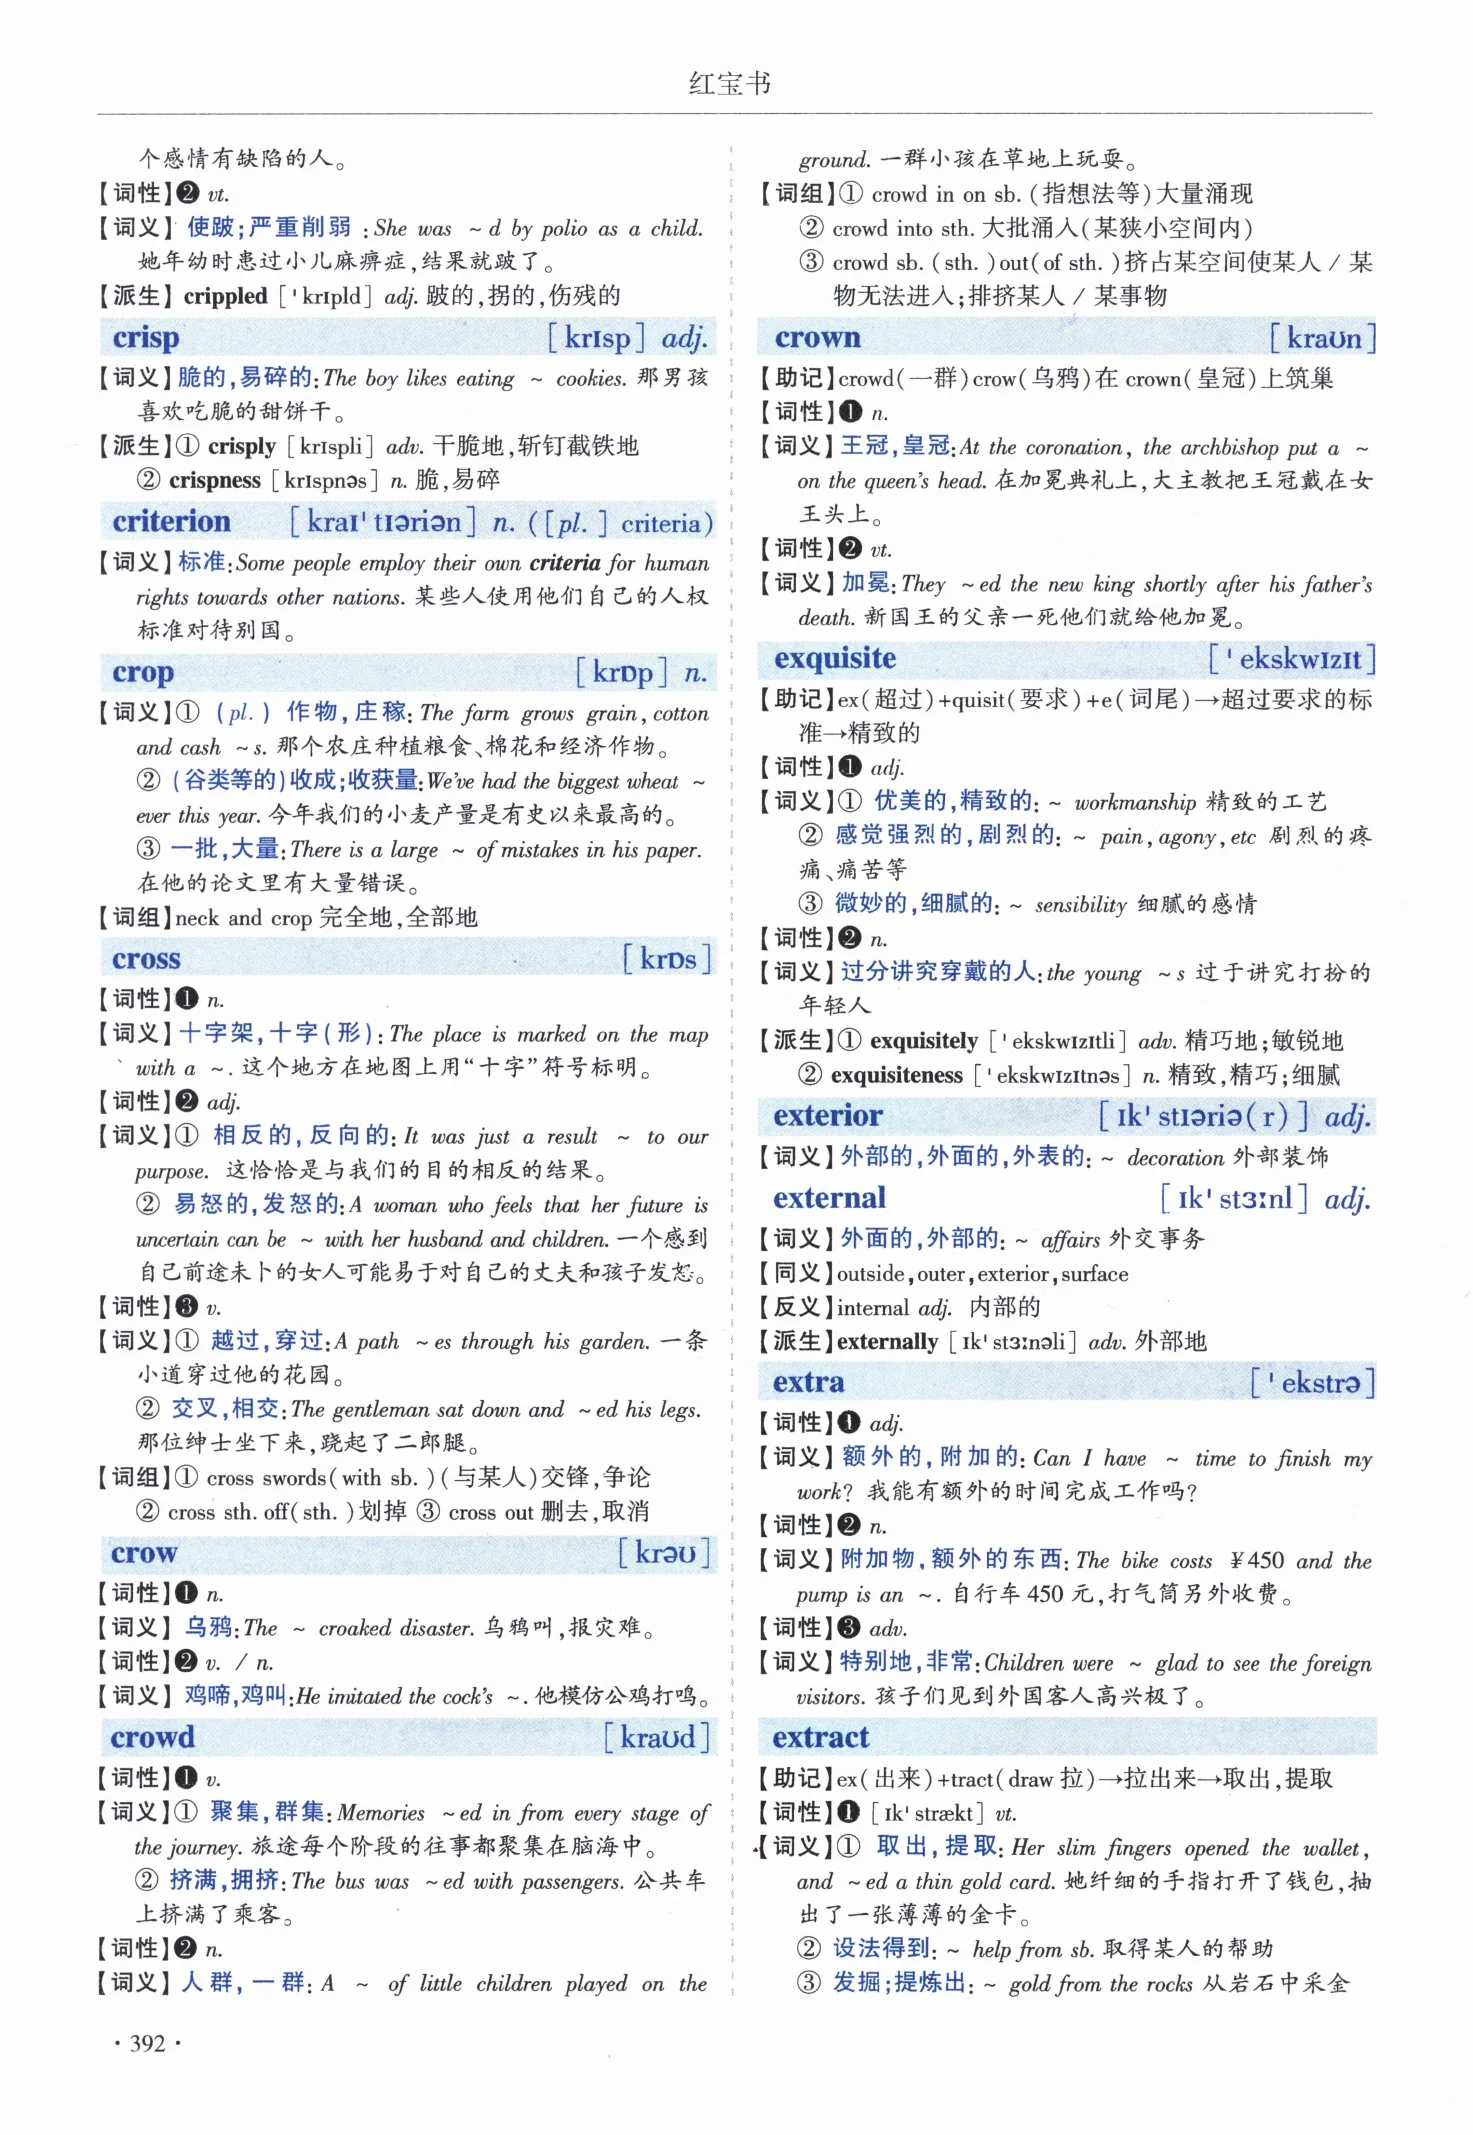 红宝书
个感情有缺陷的人。
【词性】❷ vt.
【词义】使跛;严重削弱:She was ~d by polio as a child.
她年幼时患过小儿麻痹症,结果就跛了。
【派生】crippled [ˈkrɪpld] adj. 跛的,拐的,伤残的
crisp [krɪsp] adj.
【词义】脆的,易碎的:The boy likes eating ~ cookies. 那男孩
喜欢吃脆的甜饼干。
【派生】① crisply [krɪspli] adv. 干脆地,斩钉截铁地
② crispness [krɪspnəs] n. 脆,易碎
criterion [kraɪˈtɪəriən] n. ([pl.] criteria)
【词义】标准:Some people employ their own criteria for human
rights towards other nations. 某些人使用他们自己的人权
标准对待别国。
crop [krɒp] n.
【词义】① (pl.) 作物,庄稼:The farm grows grain, cotton
and cash ~s. 那个农庄种植粮食、棉花和经济作物。
② (谷类等的)收成;收获量:We've had the biggest wheat ~
ever this year. 今年我们的小麦产量是有史以来最高的。
③ 一批,大量:There is a large ~ of mistakes in his paper.
在他的论文里有大量错误。
【词组】neck and crop 完全地,全部地
cross [krɒs]
【词性】❶ n.
【词义】十字架,十字(形):The place is marked on the map
with a ~. 这个地方在地图上用“十字”符号标明。
【词性】❷ adj.
【词义】① 相反的,反向的:It was just a result ~ to our
purpose. 这恰恰是与我们的目的相反的结果。
② 易怒的,发怒的:A woman who feels that her future is
uncertain can be ~ with her husband and children. 一个感到
自己前途未卜的女人可能易于对自己的丈夫和孩子发怒。
【词性】❸ v.
【词义】① 越过,穿过:A path ~es through his garden. 一条
小道穿过他的花园。
② 交叉,相交:The gentleman sat down and ~ed his legs.
那位绅士坐下来,跷起了二郎腿。
【词组】① cross swords(with sb.)(与某人)交锋,争论
② cross sth. off(sth.)划掉 ③ cross out 删去,取消
crow [krəʊ]
【词性】❶ n.
【词义】乌鸦:The ~ croaked disaster. 乌鸦叫,报灾难。
【词性】❷ v. / n.
【词义】鸡啼,鸡叫:He imitated the cock's ~. 他模仿公鸡打鸣。
crowd [kraʊd]
【词性】❶ v.
【词义】① 聚集,群集:Memories ~ed in from every stage of
the journey. 旅途每个阶段的往事都聚集在脑海中。
② 挤满,拥挤:The bus was ~ed with passengers. 公共车
上挤满了乘客。
【词性】❷ n.
【词义】人群,一群:A ~ of little children played on the
ground. 一群小孩在草地上玩耍。
【词组】① crowd in on sb. (指想法等)大量涌现
② crowd into sth. 大批涌入(某狭小空间内)
③ crowd sb. (sth.)out(of sth.)挤占某空间使某人/某
物无法进入;排挤某人/某事物
crown [kraʊn]
【助记】crowd(一群)crow(乌鸦)在 crown(皇冠)上筑巢
【词性】❶ n.
【词义】王冠,皇冠:At the coronation, the archbishop put a ~
on the queen's head. 在加冕典礼上,大主教把王冠戴在女
王头上。
【词性】❷ vt.
【词义】加冕:They ~ed the new king shortly after his father's
death. 新国王的父亲一死他们就给他加冕。
exquisite [ˈekskwɪzɪt]
【助记】ex(超过)+quisit(要求)+e(词尾)→超过要求的标
准→精致的
【词性】❶ adj.
【词义】① 优美的,精致的:~ workmanship 精致的工艺
② 感觉强烈的,剧烈的:~ pain, agony, etc 剧烈的疼
痛、痛苦等
③ 微妙的,细腻的:~ sensibility 细腻的感情
【词性】❷ n.
【词义】过分讲究穿戴的人:the young ~s 过于讲究打扮的
年轻人
【派生】① exquisitely [ˈekskwɪzɪtli] adv. 精巧地;敏锐地
② exquisiteness [ˈekskwɪzɪtnəs] n. 精致,精巧;细腻
exterior [ɪkˈstɪəriə(r)] adj.
【词义】外部的,外面的,外表的:~ decoration 外部装饰
external [ɪkˈstɜːnl] adj.
【词义】外面的,外部的:~ affairs 外交事务
【同义】outside, outer, exterior, surface
【反义】internal adj. 内部的
【派生】externally [ɪkˈstɜːnəli] adv. 外部地
extra [ˈekstrə]
【词性】❶ adj.
【词义】额外的,附加的:Can I have ~ time to finish my
work? 我能有额外的时间完成工作吗?
【词性】❷ n.
【词义】附加物,额外的东西:The bike costs ¥450 and the
pump is an ~. 自行车450元,打气筒另外收费。
【词性】❸ adv.
【词义】特别地,非常:Children were ~ glad to see the foreign
visitors. 孩子们见到外国客人高兴极了。
extract
【助记】ex(出来)+tract(draw 拉)→拉出来→取出,提取
【词性】❶ [ɪkˈstrækt] vt.
【词义】① 取出,提取:Her slim fingers opened the wallet,
and ~ed a thin gold card. 她纤细的手指打开了钱包,抽
出了一张薄薄的金卡。
② 设法得到:~ help from sb. 取得某人的帮助
③ 发掘;提炼出:~ gold from the rocks 从岩石中采金
·392·